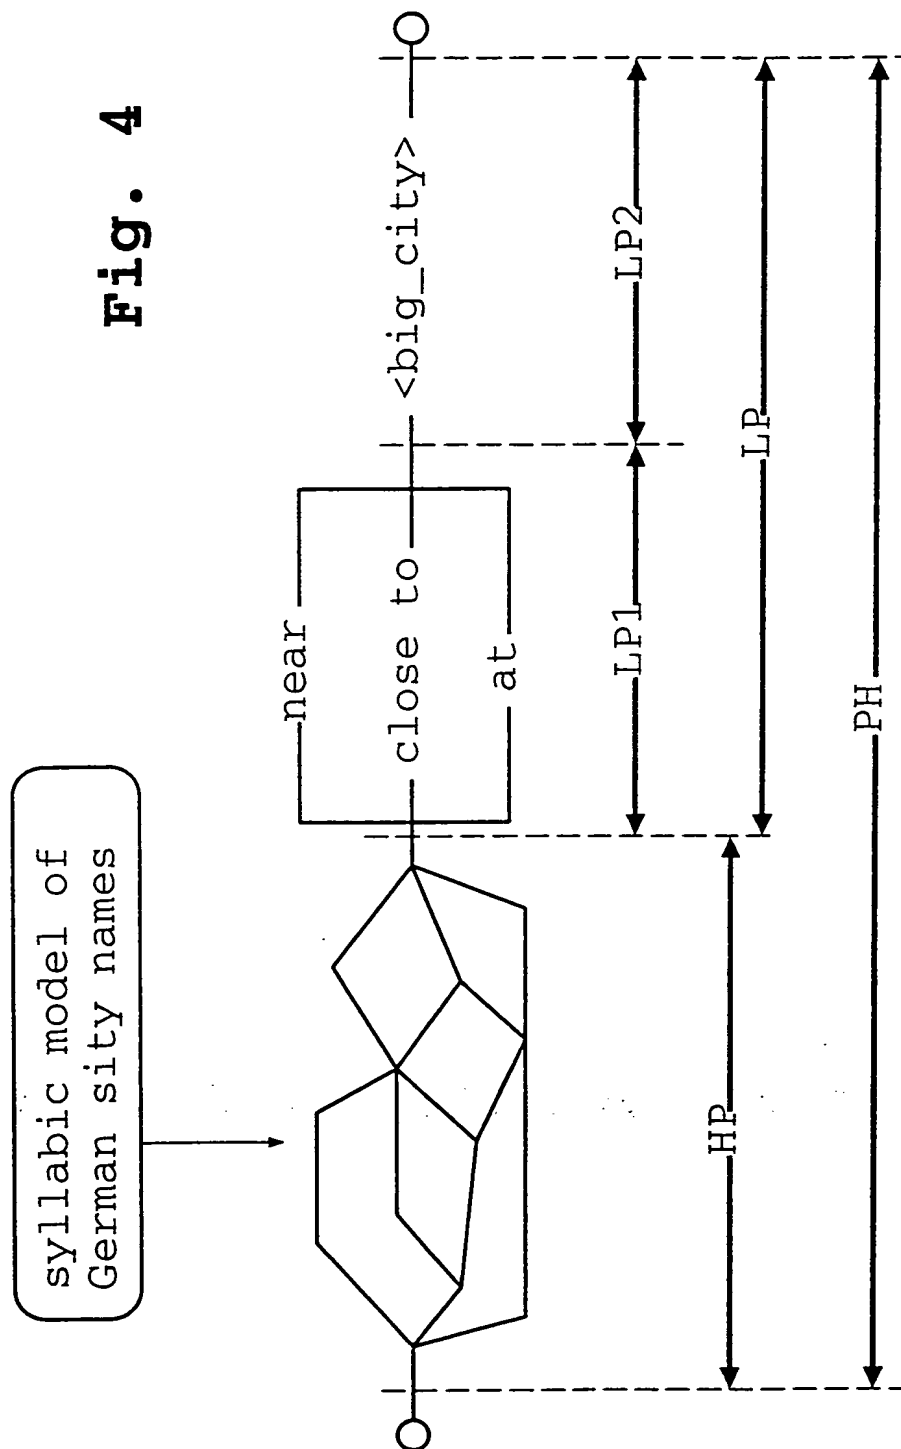 Fig. 4
syllabic model of
German sity names
near
close to
at
<big_city>
LP1
LP2
HP
LP
PH